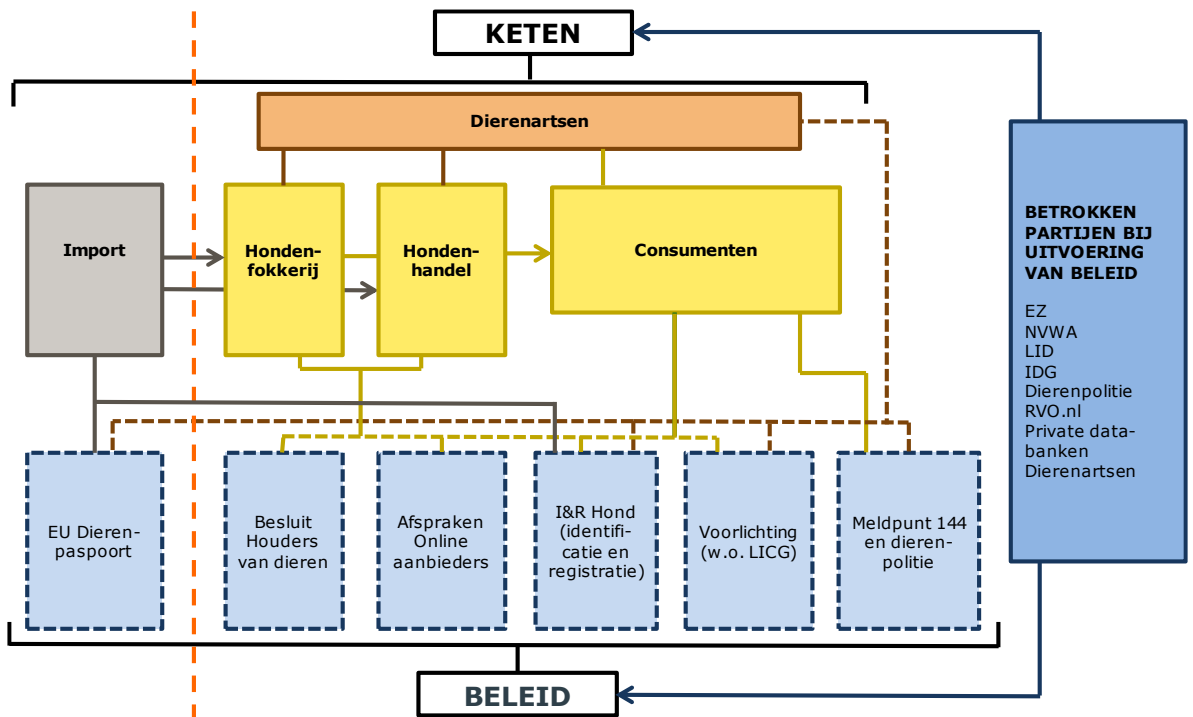 KETEN
Dierenartsen
Import
Honden-
fokkerij
Honden-
handel
Consumenten
BETROKKEN
PARTIJEN BIJ
UITVOERING
VAN BELEID
EZ
NVWA
LID
IDG
Dierenpolitie
RVO.nl
Private data-
banken
Dierenartsen
EU Dieren-
paspoort
Besluit
Houders
van dieren
Afspraken
Online
aanbieders
I&R Hond
(identifi-
catie en
registratie)
Voorlichting
(w.o. LICG)
Meldpunt 144
en dieren-
politie
BELEID